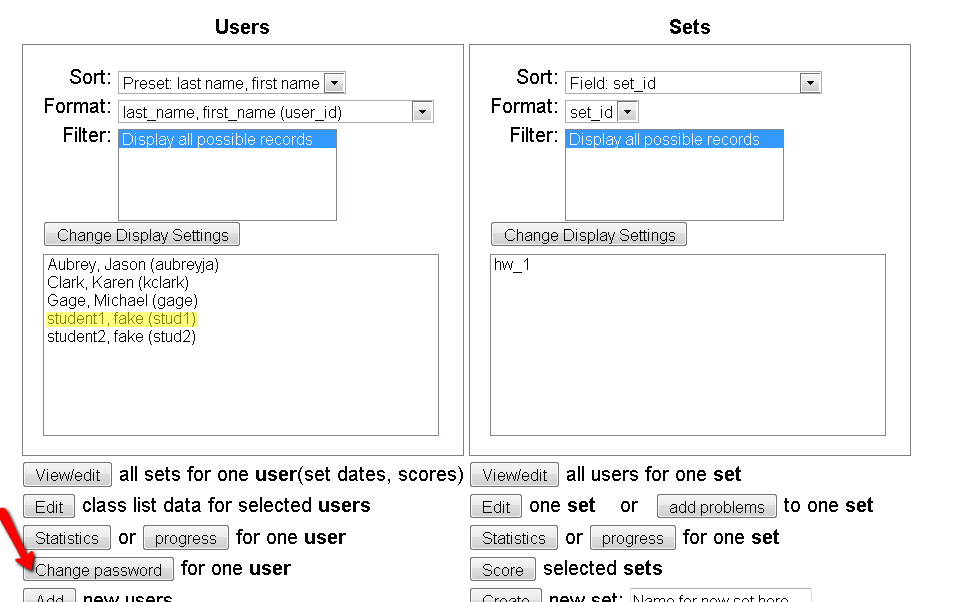 Users
Sort: Preset: last name, first name
Format: last_name, first_name (user_id)
Filter: Display all possible records
Change Display Settings
Aubrey, Jason (aubreyja)
Clark, Karen (kclark)
Gage, Michael (gage)
student1, fake (stud1)
student2, fake (stud2)
View/edit all sets for one user(set dates, scores)
Edit class list data for selected users
Statistics or progress for one user
Change password for one user
Add new users
Sets
Sort: Field: set_id
Format: set_id
Filter: Display all possible records
Change Display Settings
hw_1
View/edit all users for one set
Edit one set or add problems to one set
Statistics or progress for one set
Score selected sets
Create new set: Name for new set here